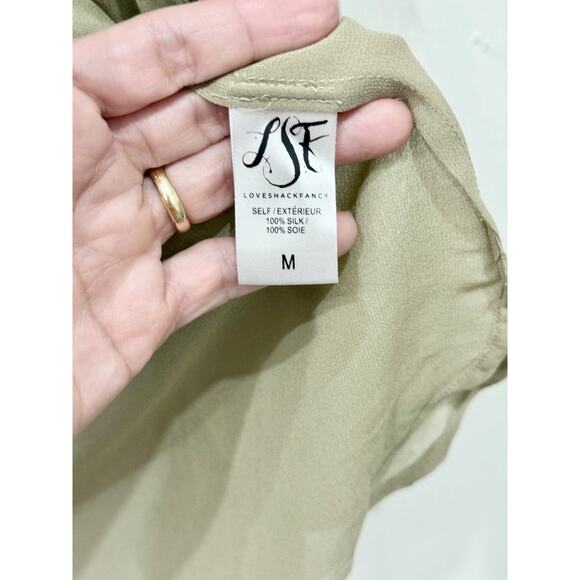 LSF
LOVESHACKFANCY
SELF / EXTÉRIEUR
100% SILK /
100% SOIE
M